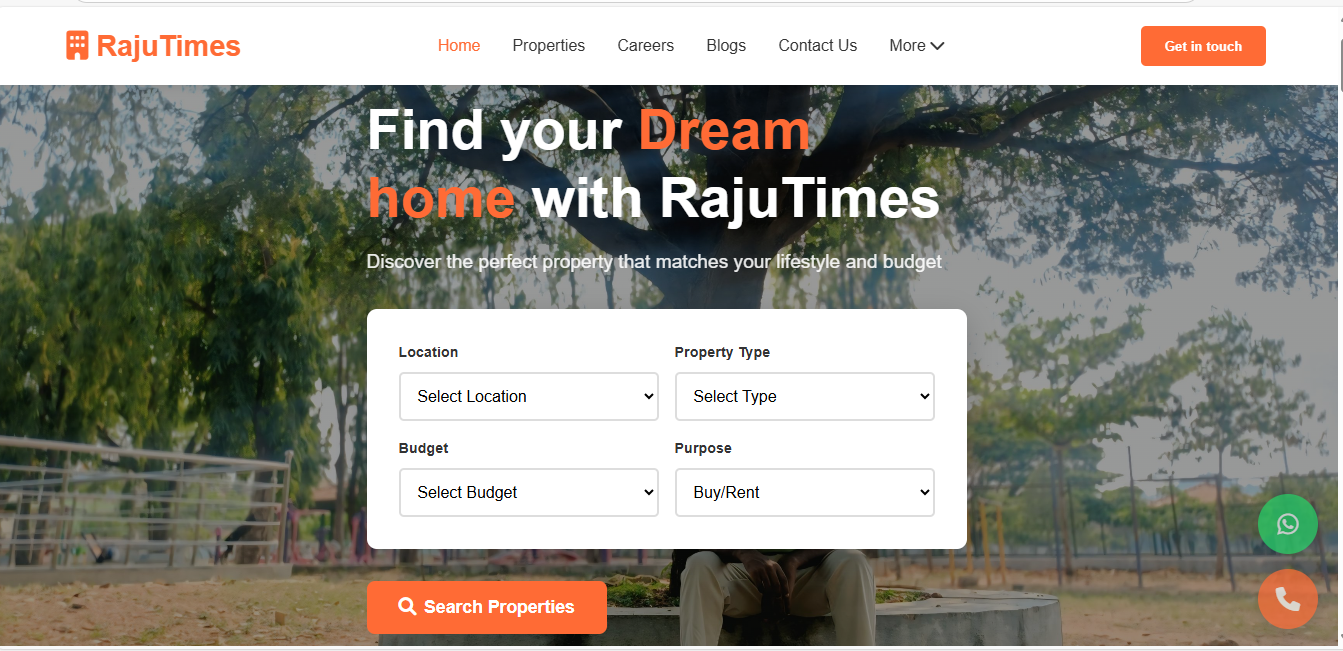 RajuTimes
Home Properties Careers Blogs Contact Us More
Get in touch
Find your Dream
home with RajuTimes
Discover the perfect property that matches your lifestyle and budget
Location
Select Location
Property Type
Select Type
Budget
Select Budget
Purpose
Buy/Rent
Search Properties